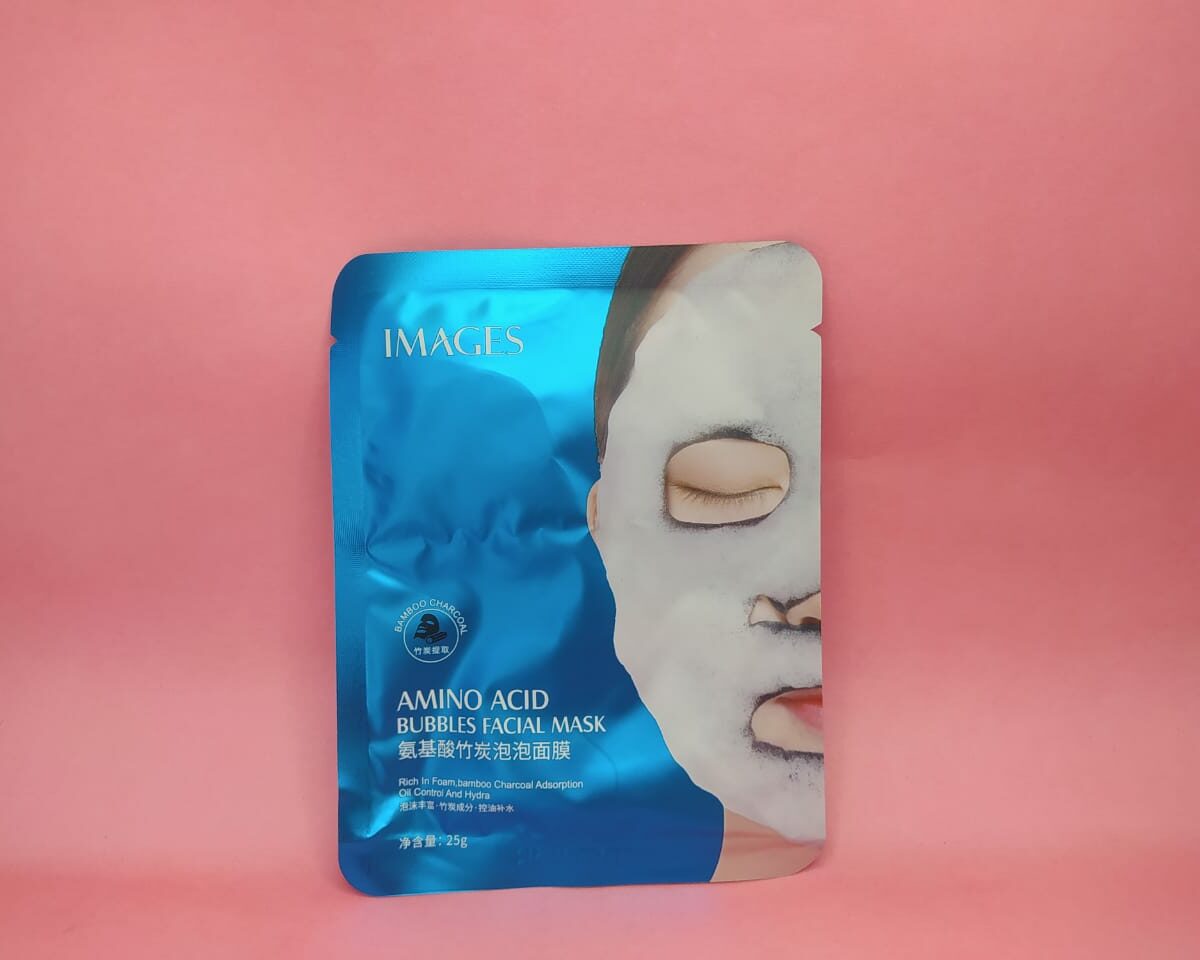 IMAGES
BAMBOO CHARCOAL
竹炭提取
AMINO ACID
BUBBLES FACIAL MASK
氨基酸竹炭泡泡面膜
Rich In Foam,bamboo Charcoal Adsorption
Oil Control And Hydra
泡沫丰富·竹炭成分·控油补水
净含量：25g